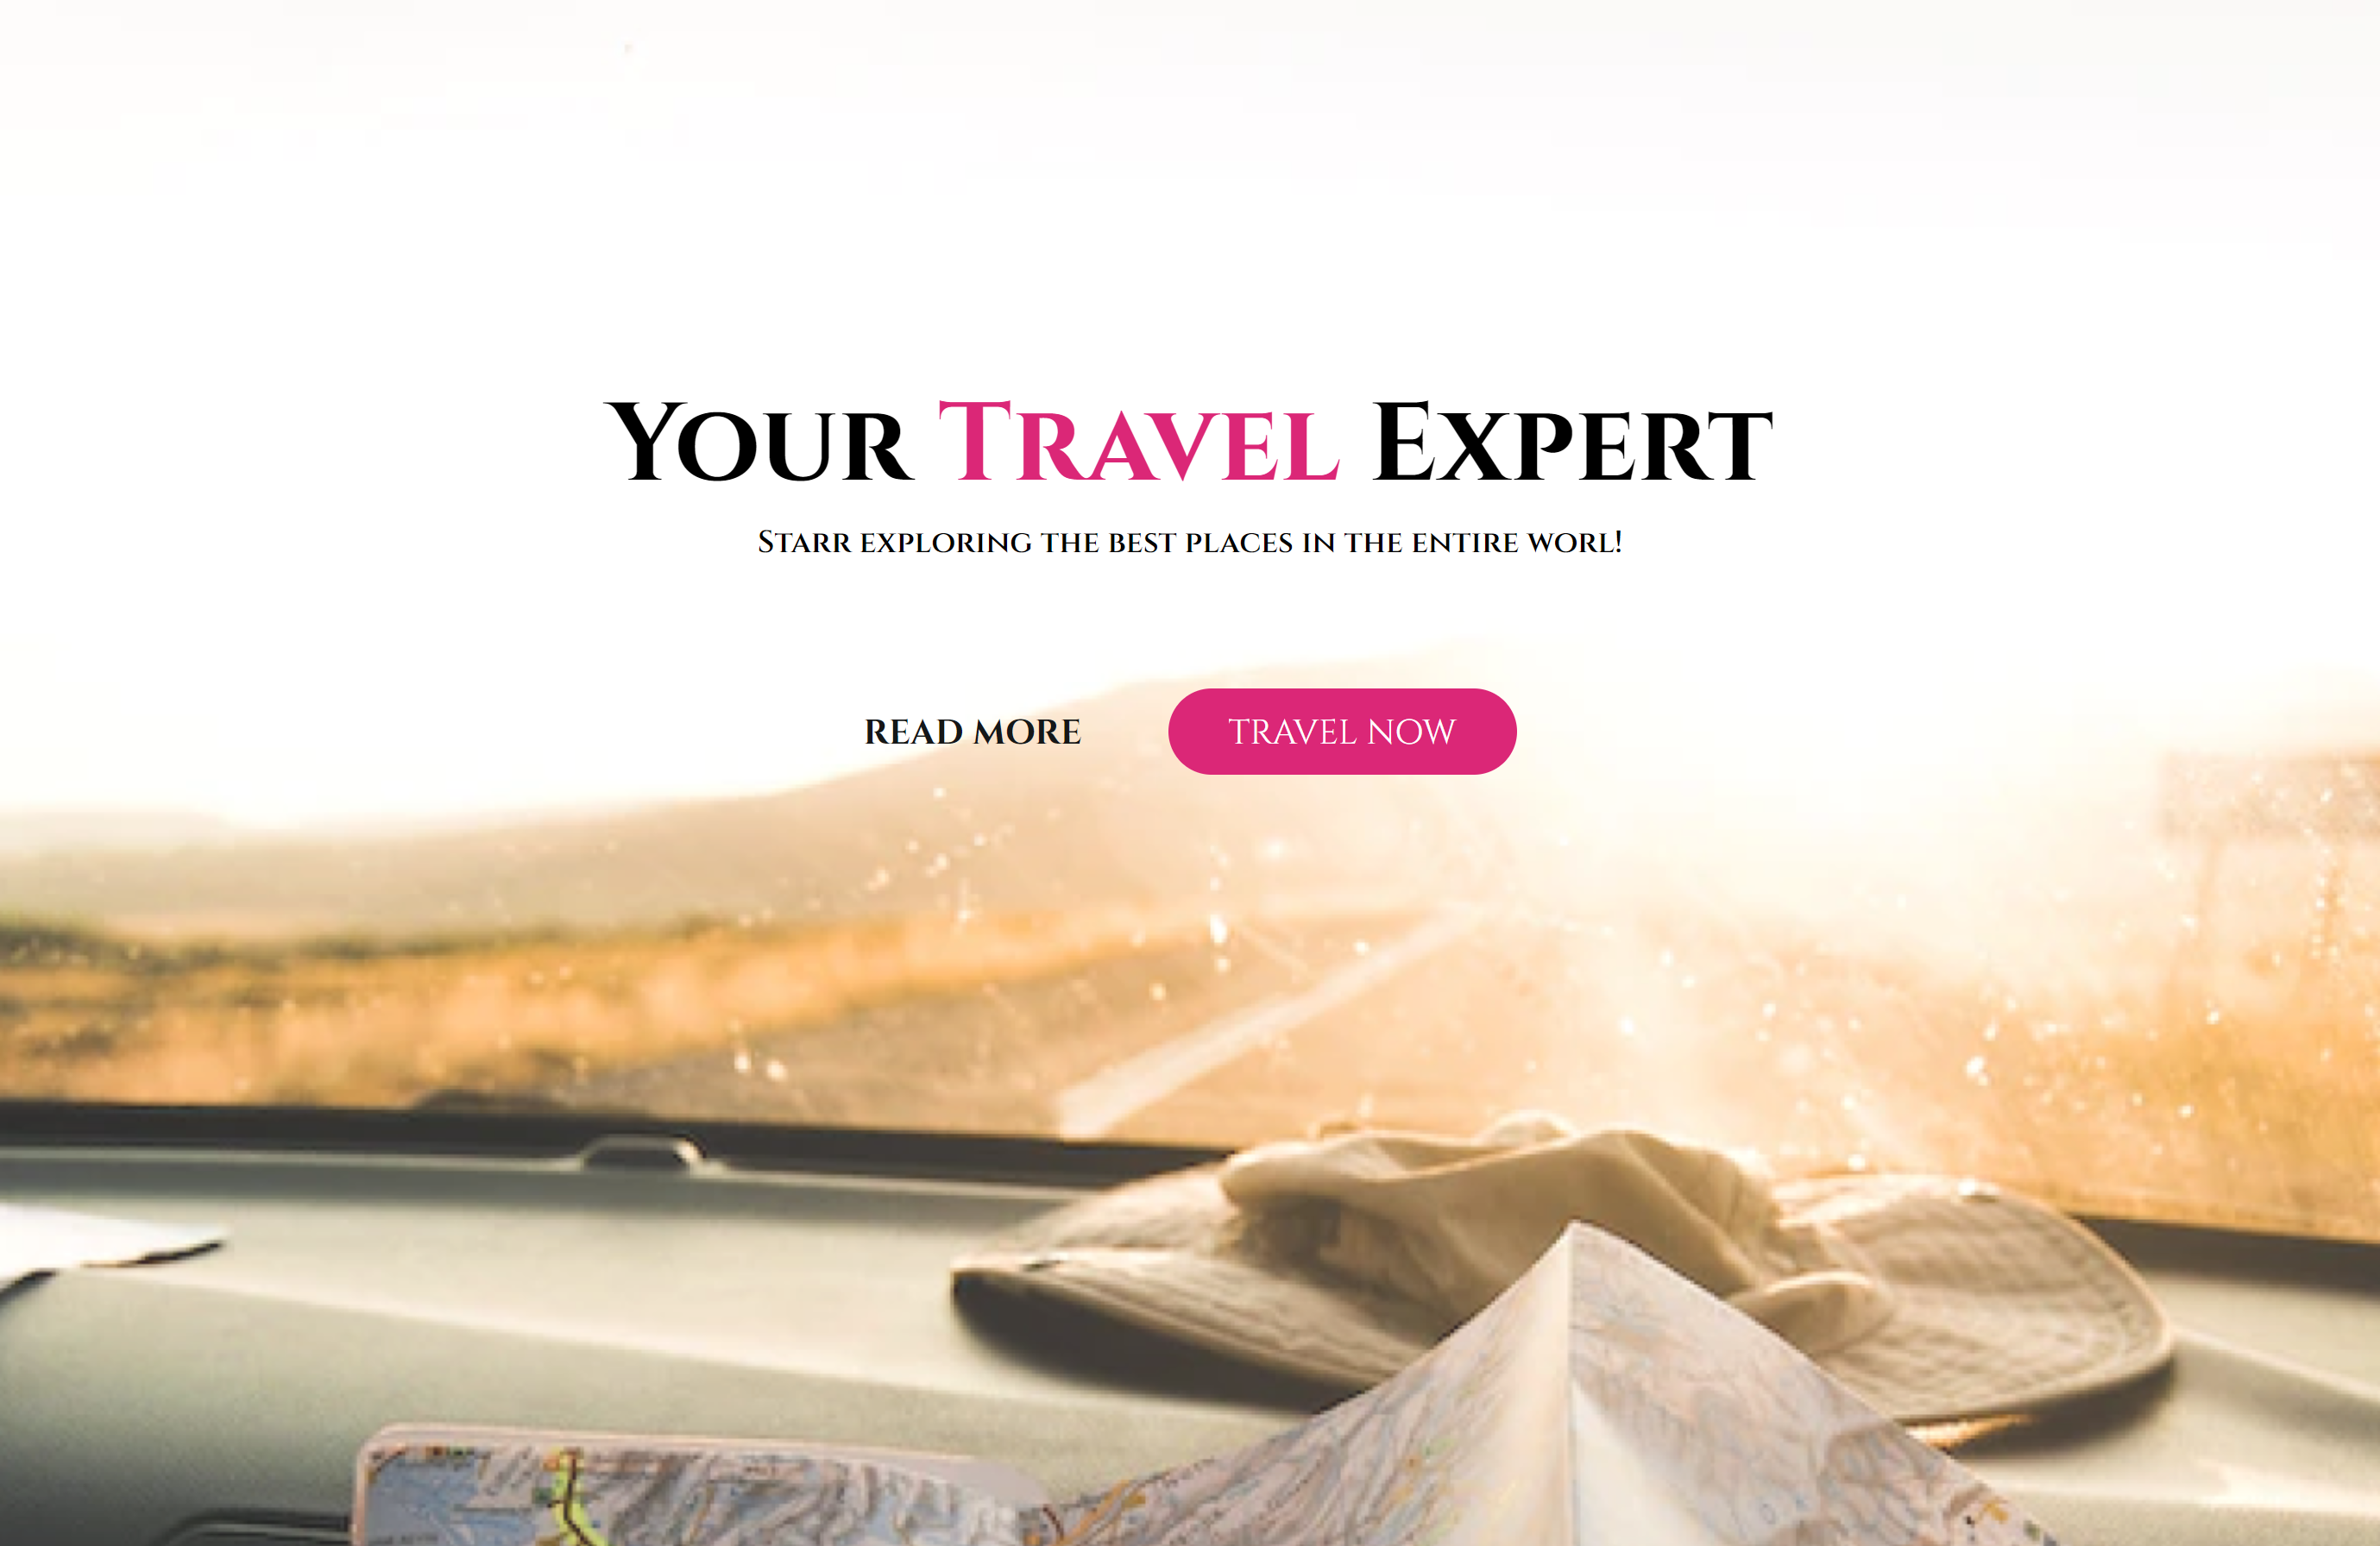 Your Travel Expert
Starr exploring the best places in the entire worl!
READ MORE
TRAVEL NOW